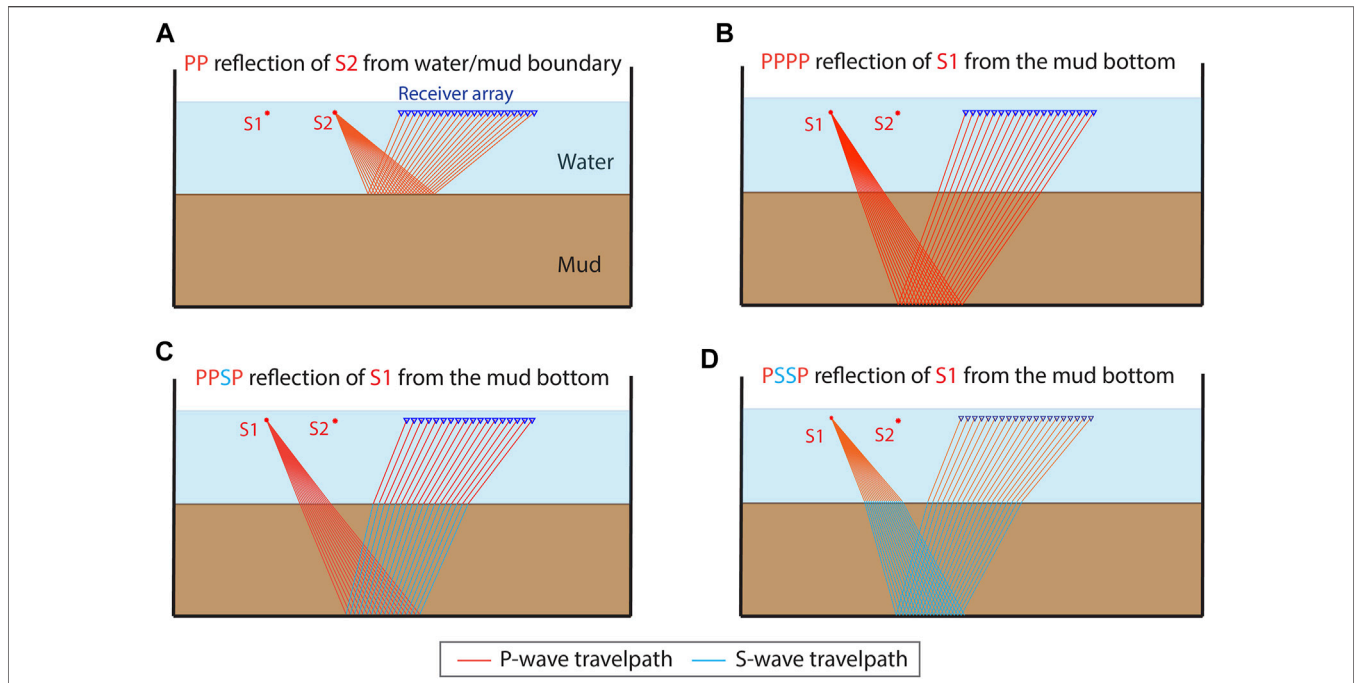 A
PP reflection of S2 from water/mud boundary
Receiver array
S1
S2
Water
Mud
B
PPPP reflection of S1 from the mud bottom
S1
S2
C
PPSP reflection of S1 from the mud bottom
S1
S2
D
PSSP reflection of S1 from the mud bottom
S1
S2
P-wave travelpath
S-wave travelpath